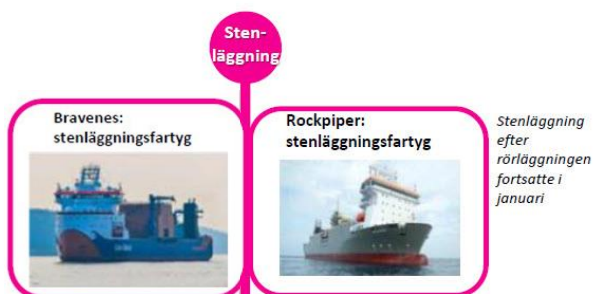 Sten-
läggning
Bravenes:
stenläggningsfartyg
Rockpiper:
stenläggningsfartyg
Stenläggning
efter
rörläggningen
fortsatte i
januari